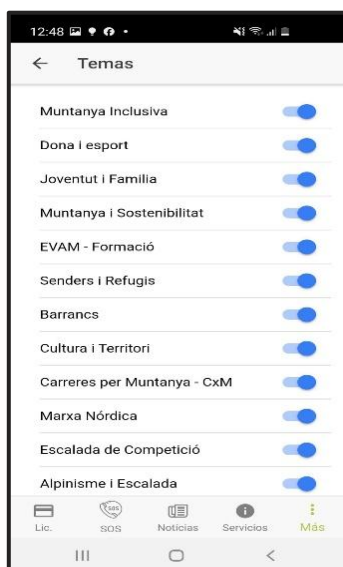 12:48
Temas
Muntanya Inclusiva
Dona i esport
Joventut i Familia
Muntanya i Sostenibilitat
EVAM - Formació
Senders i Refugis
Barrancs
Cultura i Territori
Carreres per Muntanya - CxM
Marxa Nórdica
Escalada de Competició
Alpinisme i Escalada
SOS
Lic. SOS Noticias Servicios Más